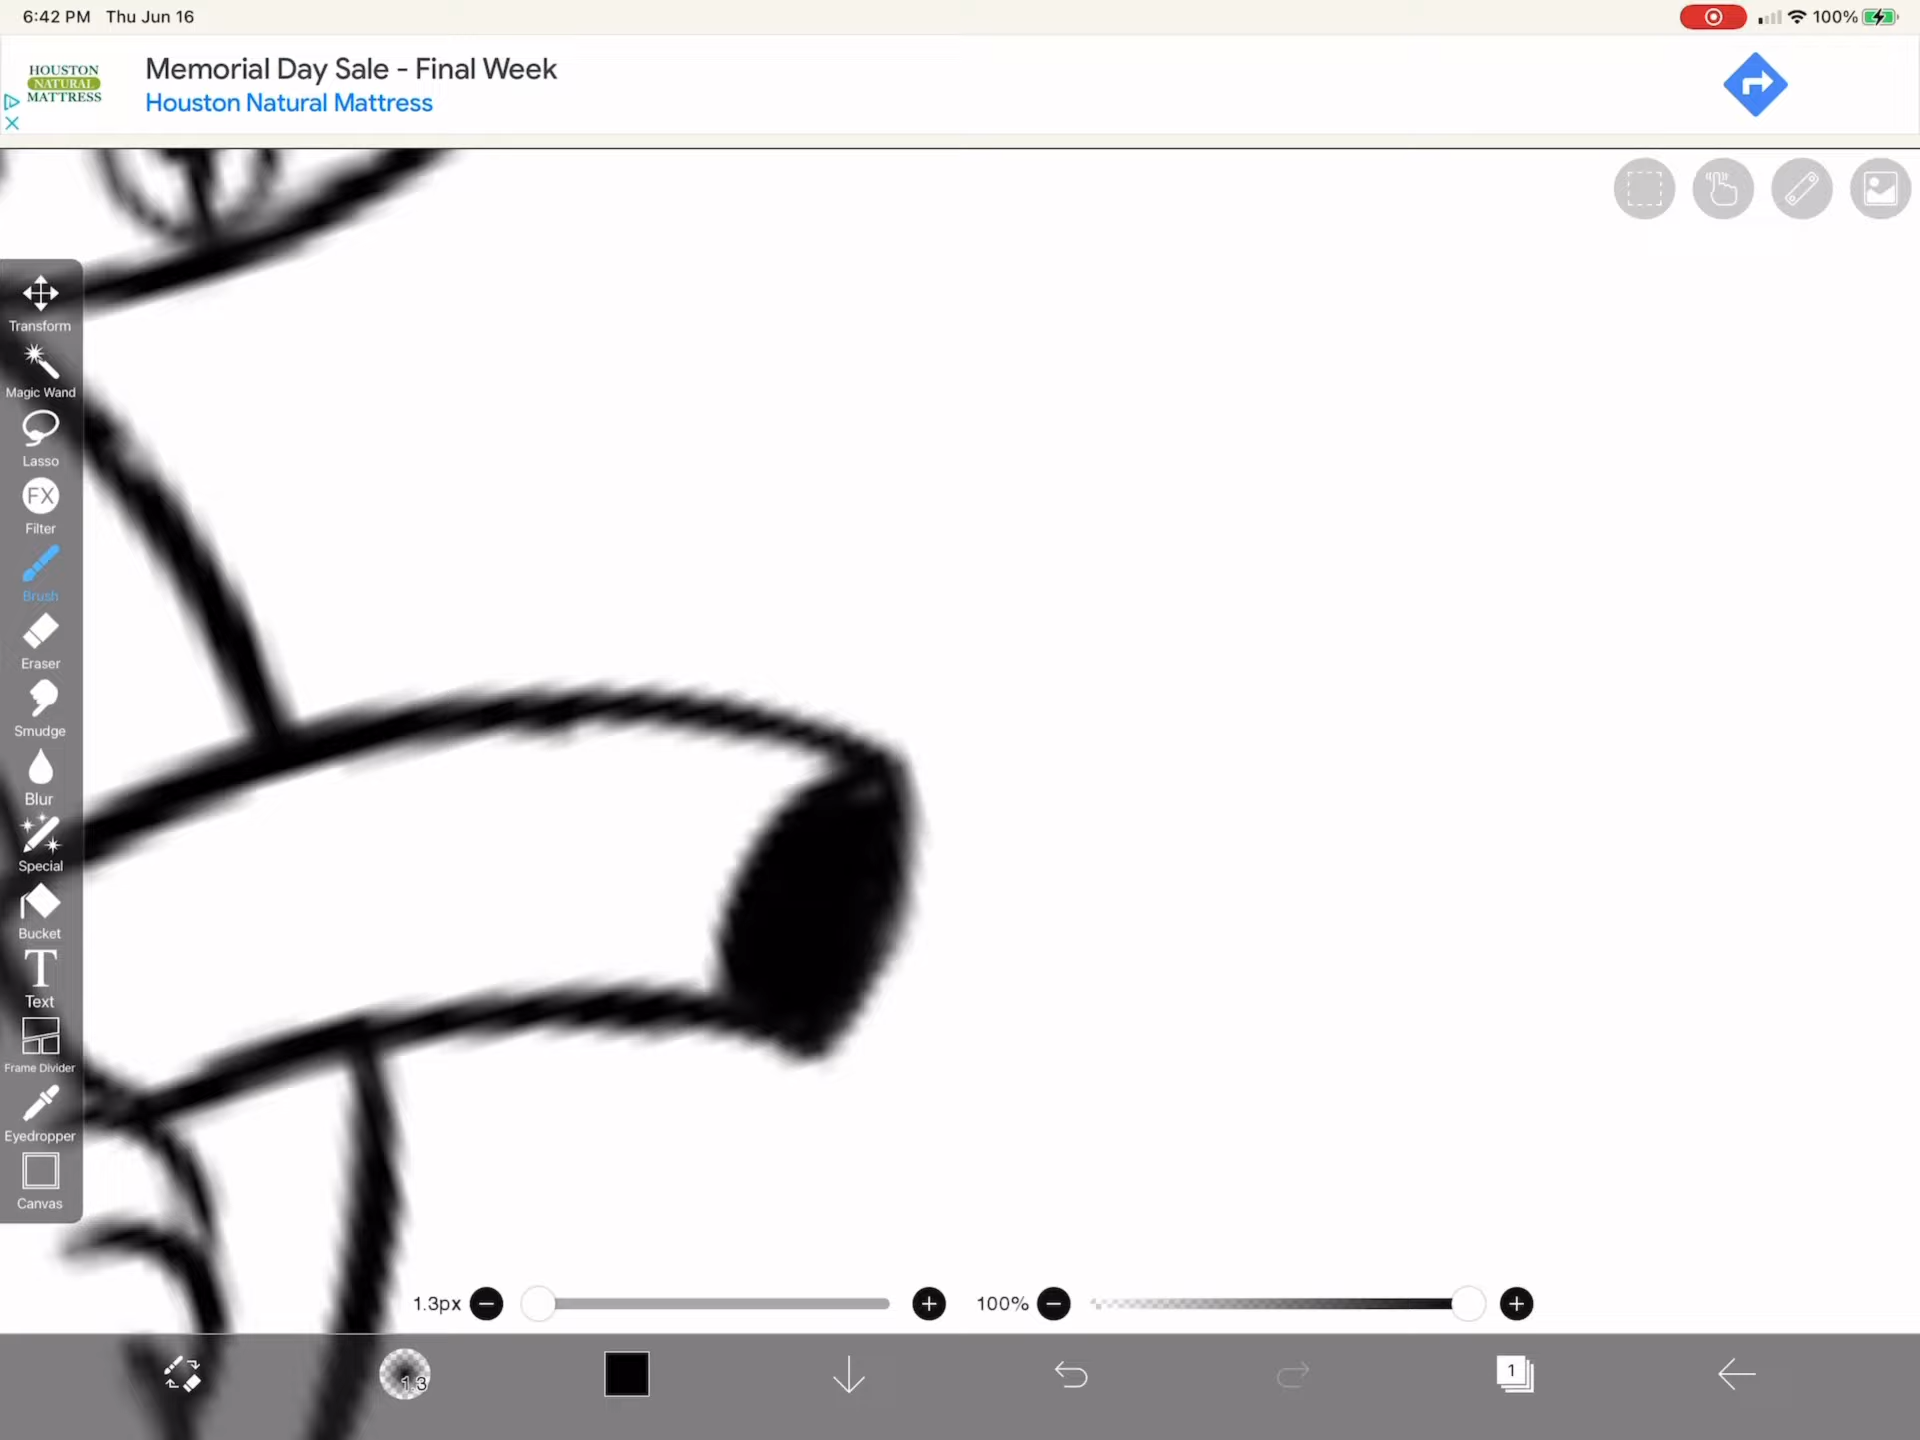 6:42 PM Thu Jun 16
100%
HOUSTON
NATURAL
MATTRESS
Memorial Day Sale - Final Week
Houston Natural Mattress
Transform
Magic Wand
Lasso
FX
Filter
Brush
Eraser
Smudge
Blur
Special
Bucket
T
Text
Frame Divider
Eyedropper
Canvas
1.3px
100%
1.3
1